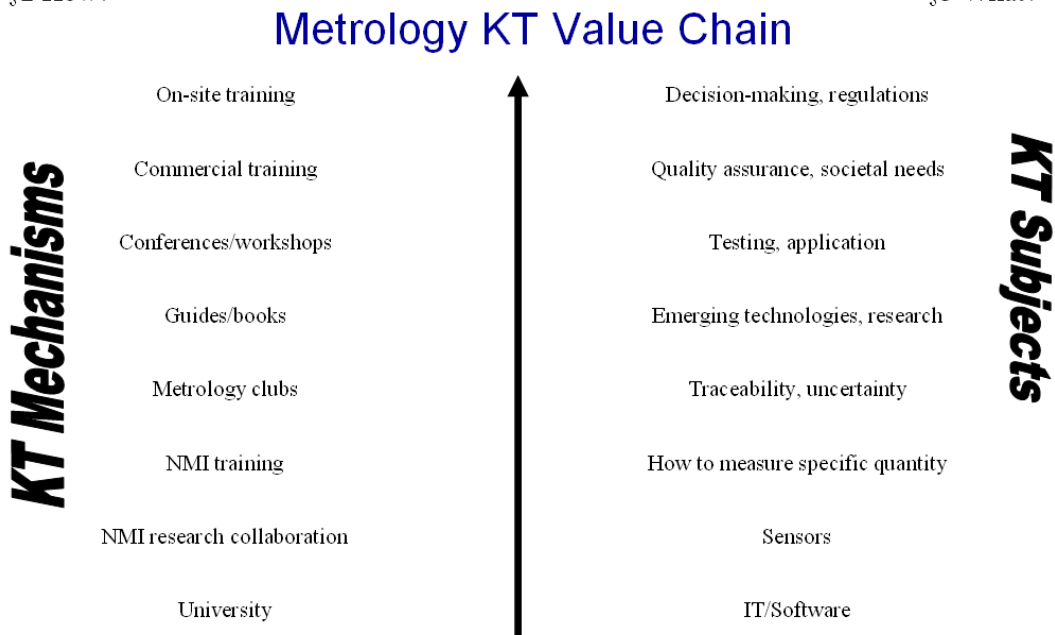 Metrology KT Value Chain
KT Mechanisms
On-site training
Commercial training
Conferences/workshops
Guides/books
Metrology clubs
NMI training
NMI research collaboration
University
Decision-making, regulations
Quality assurance, societal needs
Testing, application
Emerging technologies, research
Traceability, uncertainty
How to measure specific quantity
Sensors
IT/Software
KT Subjects